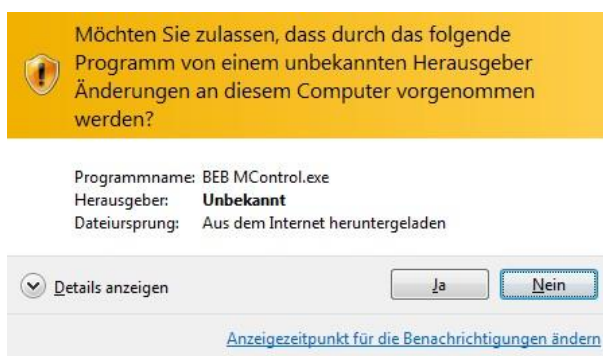 Möchten Sie zulassen, dass durch das folgende
Programm von einem unbekannten Herausgeber
Änderungen an diesem Computer vorgenommen
werden?
Programmname: BEB MControl.exe
Herausgeber: Unbekannt
Dateiursprung: Aus dem Internet heruntergeladen
Details anzeigen Ja Nein
Anzeigezeitpunkt für die Benachrichtigungen ändern